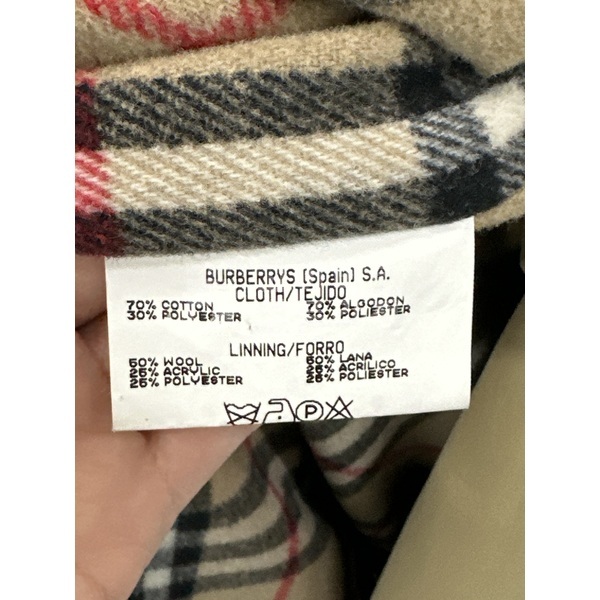 BURBERRYS (Spain) S.A.
CLOTH/TEJIDO
70% COTTON 70% ALGODON
30% POLYESTER 30% POLIESTER
LINNING/FORRO
50% WOOL 50% LANA
25% ACRYLIC 25% ACRILICO
25% POLYESTER 25% POLIESTER
P